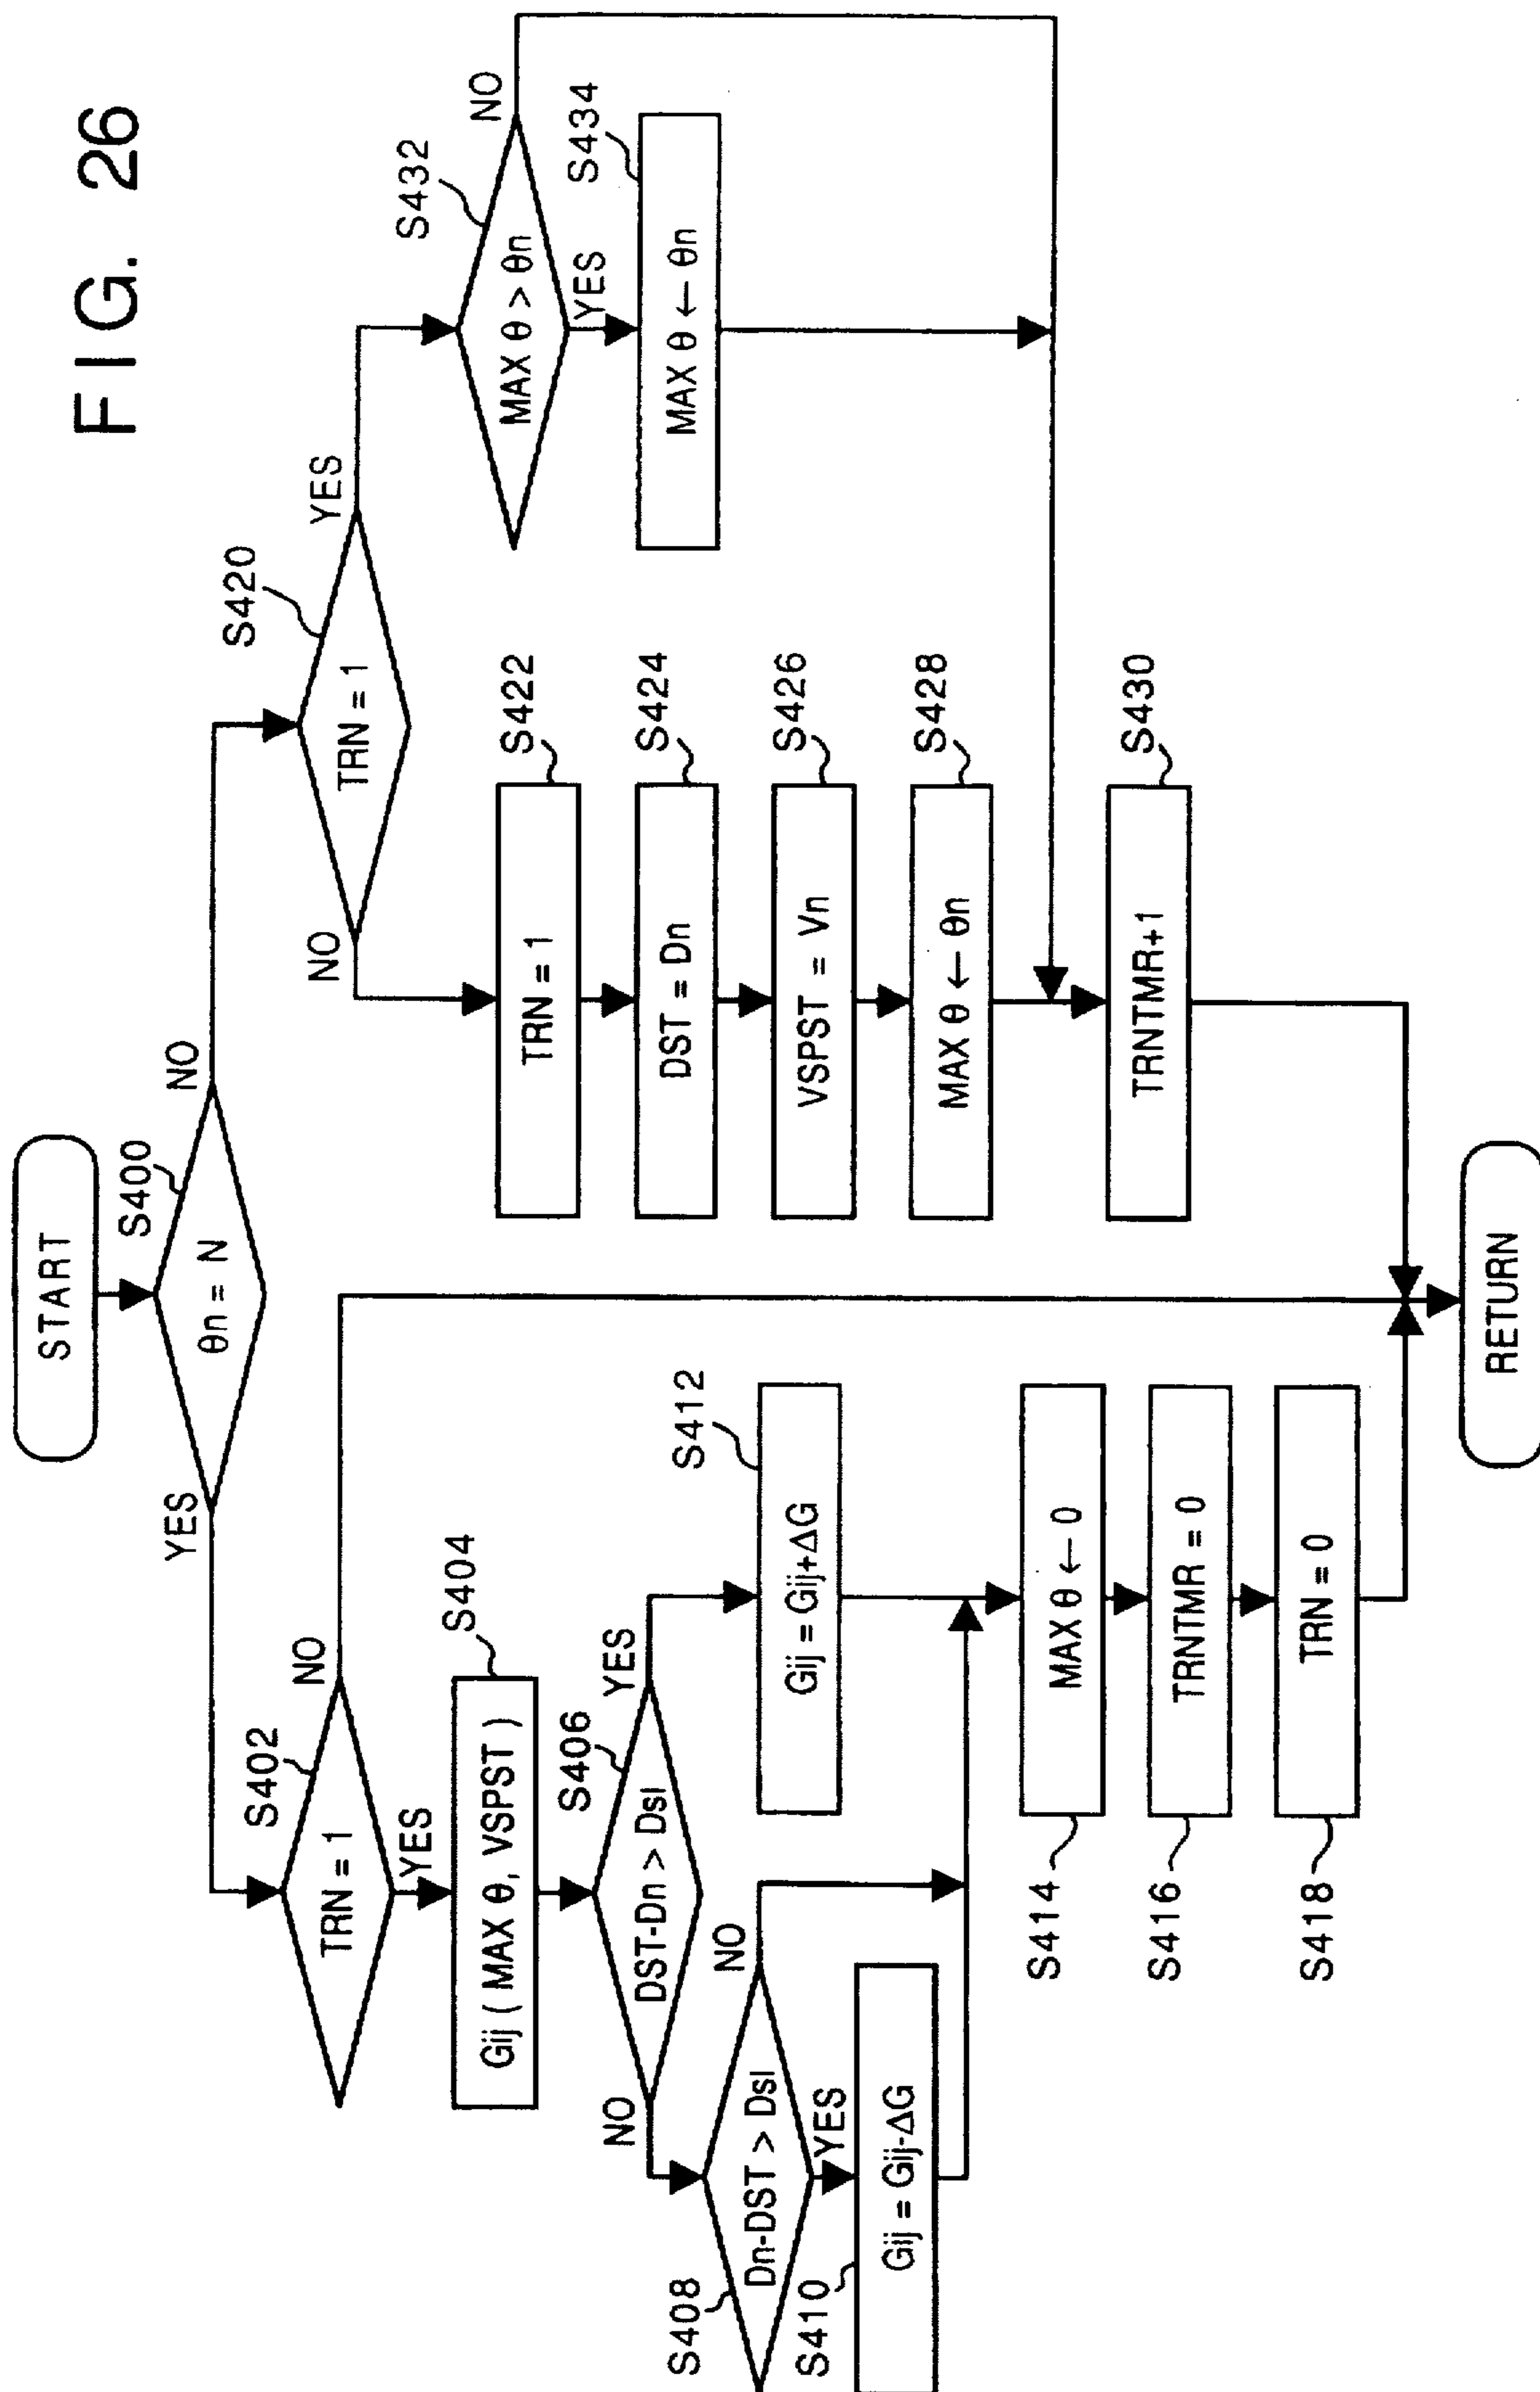 FIG. 26
START
S400
θn = N
YES
NO
S402
TRN = 1
NO
YES
S404
Gij ( MAX θ, VSPST )
S406
DST-Dn > Dsl
YES
NO
S408
Dn-DST > Dsl
NO
YES
S410
Gij = Gij-ΔG
S412
Gij = Gij+ΔG
S414
MAX θ ← 0
S416
TRNTMR = 0
S418
TRN = 0
S420
TRN = 1
NO
YES
S422
TRN = 1
S424
DST = Dn
S426
VSPST = Vn
S428
MAX θ ← θn
S430
TRNTMR+1
S432
MAX θ > θn
NO
YES
S434
MAX θ ← θn
RETURN